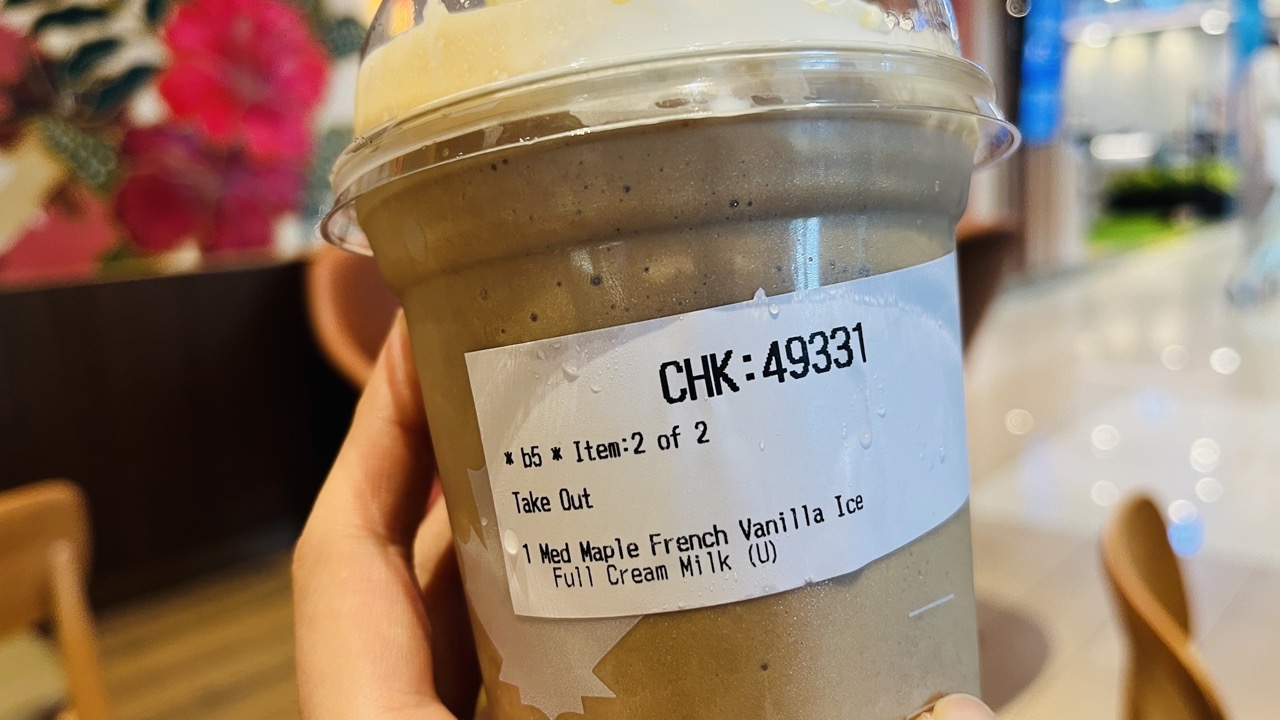 CHK:49331
* b5 * Item:2 of 2
Take Out
1 Med Maple French Vanilla Ice
Full Cream Milk (U)